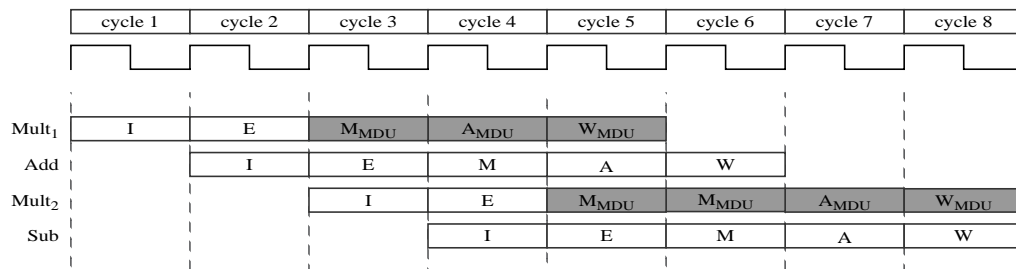 cycle 1 cycle 2 cycle 3 cycle 4 cycle 5 cycle 6 cycle 7 cycle 8
Mult1 I E MMDU AMDU WMDU
Add I E M A W
Mult2 I E MMDU MMDU AMDU WMDU
Sub I E M A W